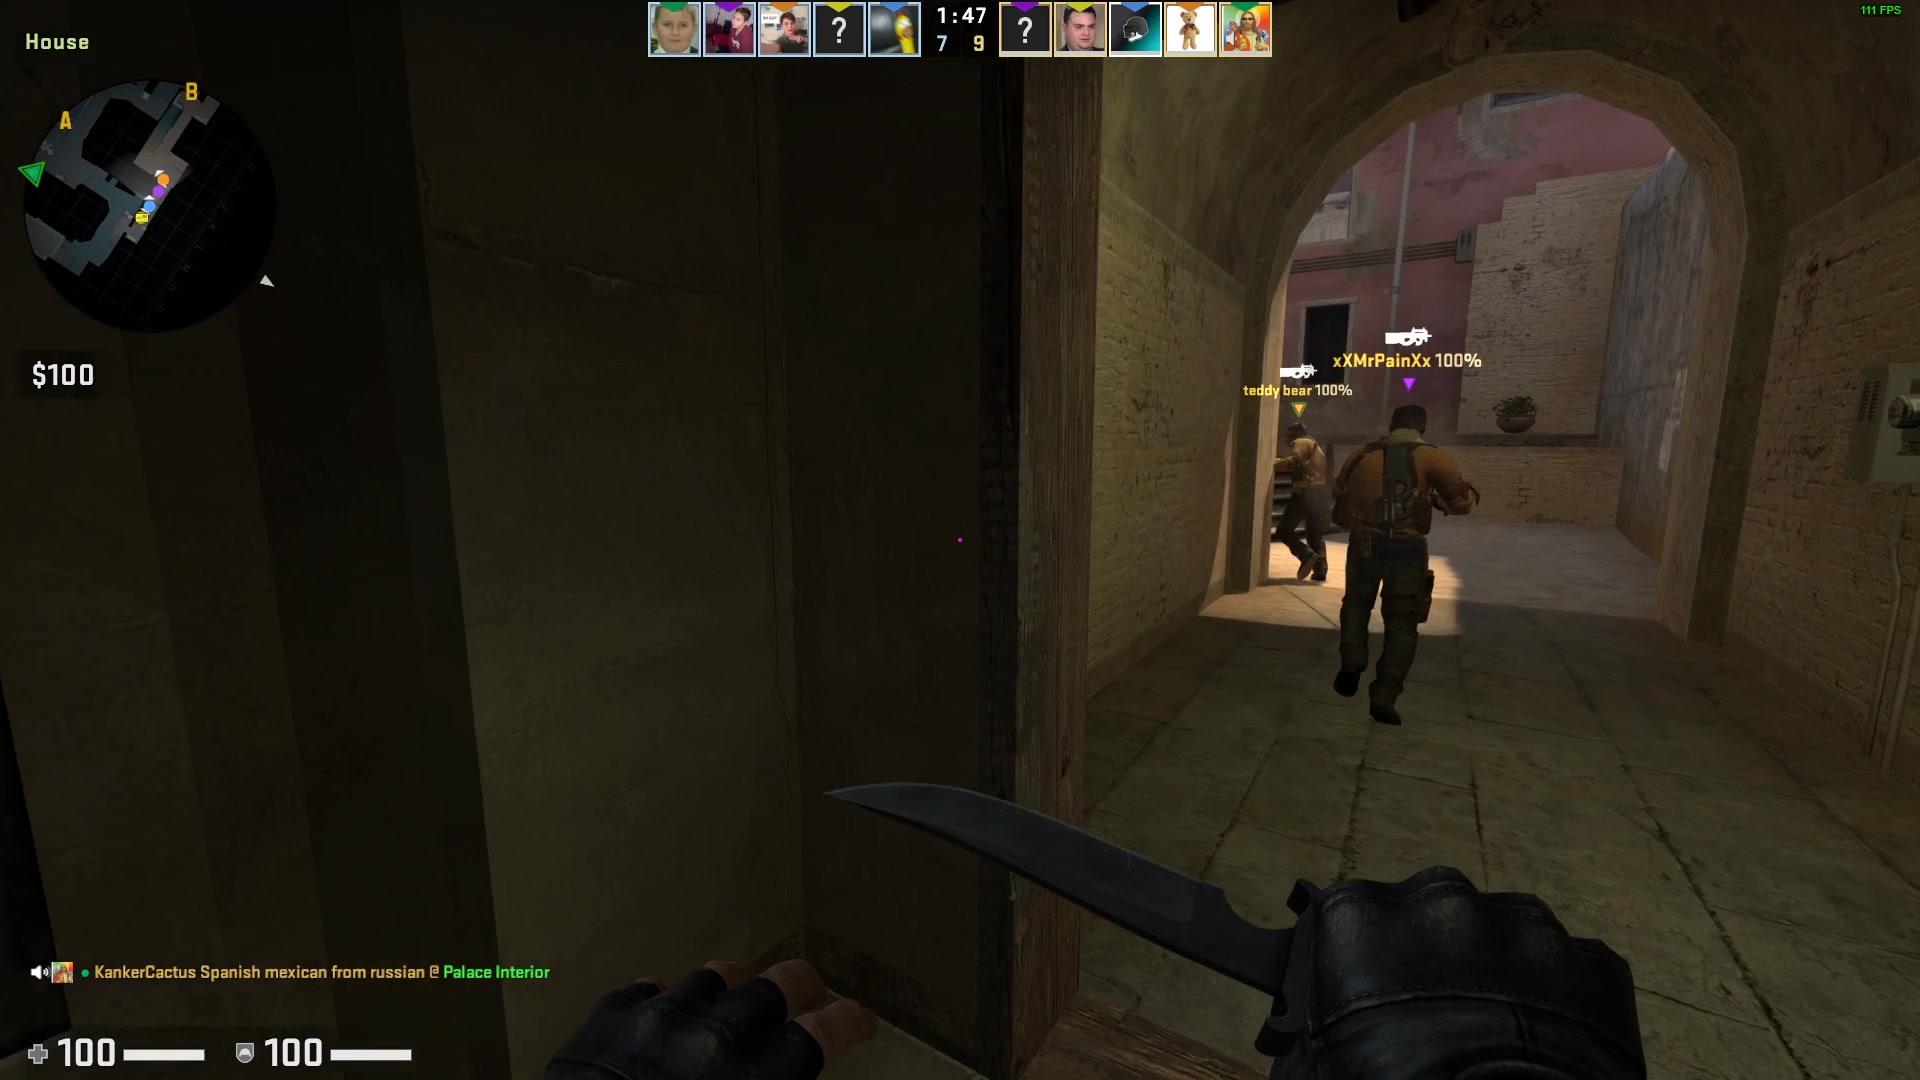 111 FPS
House
1:47
7 9
?
?
A
B
$100
xXMrPainXx 100%
teddy bear 100%
KankerCactus Spanish mexican from russian @ Palace Interior
100 100